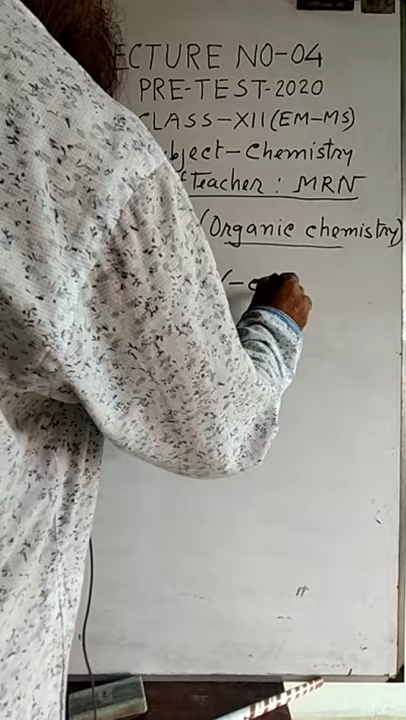 ECTURE NO-04
PRE-TEST-2020
CLASS-XII (EM-MS)
bject-Chemistry
Teacher : MRN
(Organic chemistry)
(-